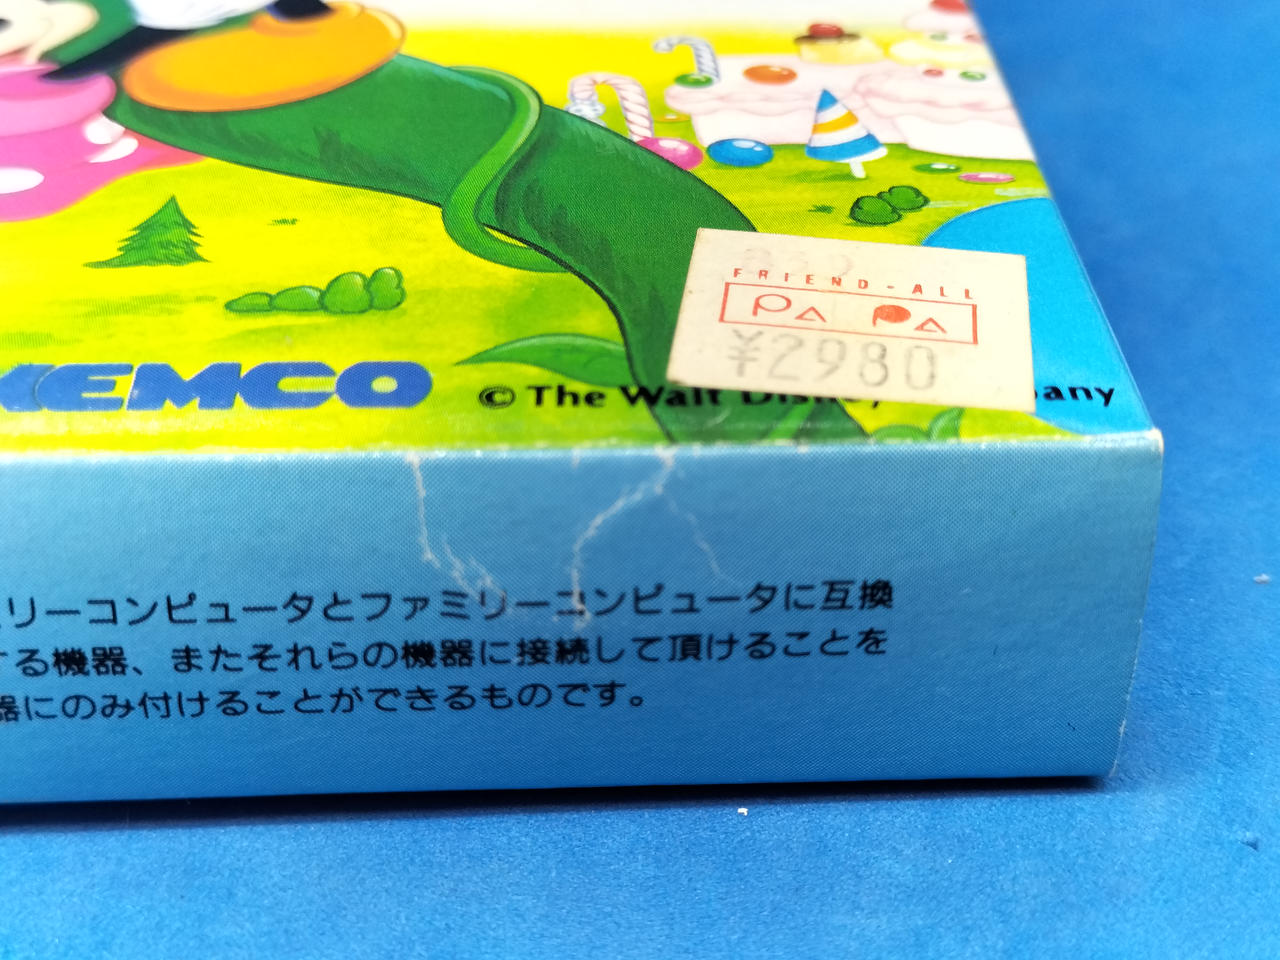 FRIEND-ALL
PA PA
¥2980
KEMCO
© The Walt Disney Company
ミリーコンピュータとファミリーコンピュータに互換
する機器、またそれらの機器に接続して頂けることを
器にのみ付けることができるものです。